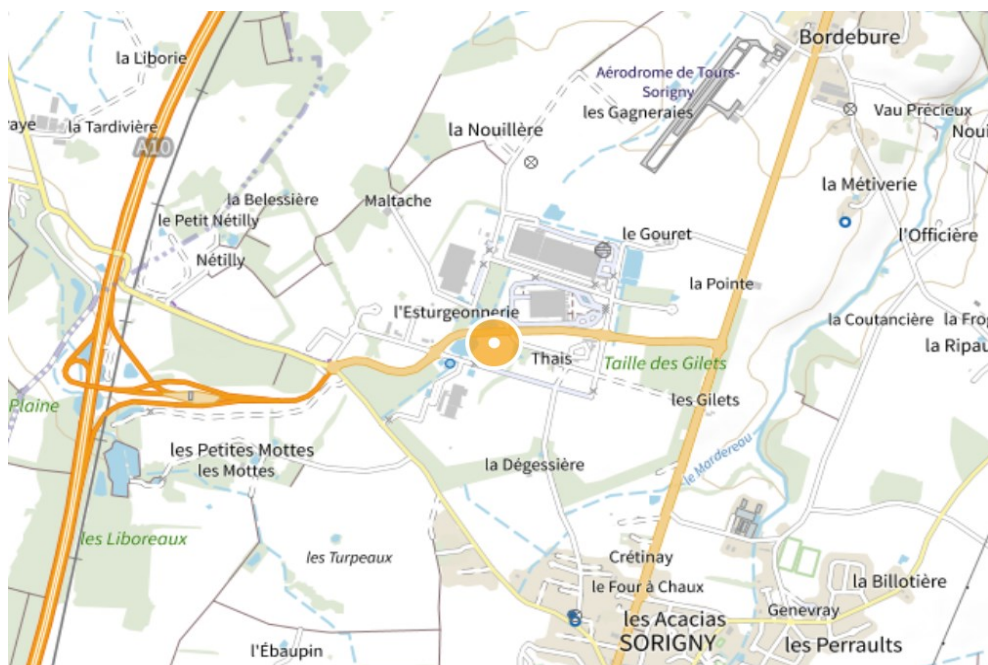 Bordebure
la Liborie
Aérodrome de Tours-
Sorigny
les Gagneraies
Vau Précieux
raye
la Tardivière
la Nouillère
Noui
A10
la Métiverie
la Belessière
Maltache
le Petit Nétilly
le Gouret
l'Officière
Nétilly
la Pointe
l'Esturgeonnerie
la Coutancière
la Frog
la Ripau
Thais
Taille des Gilets
Plaine
les Gilets
les Petites Mottes
les Mottes
la Dégessière
le Mardereau
les Liboreaux
les Turpeaux
Crétinay
le Four à Chaux
la Billotière
Genevray
les Acacias
SORIGNY
les Perraults
l'Ébaupin